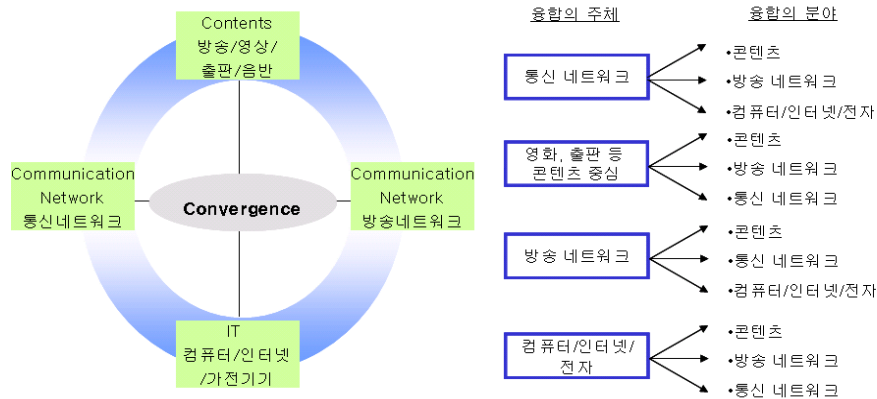 Contents
방송/영상/
출판/음반
Communication
Network
통신네트워크
Convergence
Communication
Network
방송네트워크
IT
컴퓨터/인터넷
/가전기기
융합의 주체
융합의 분야
통신 네트워크
•콘텐츠
•방송 네트워크
•컴퓨터/인터넷/전자
영화, 출판 등
콘텐츠 중심
•콘텐츠
•방송 네트워크
•통신 네트워크
방송 네트워크
•콘텐츠
•통신 네트워크
•컴퓨터/인터넷/전자
컴퓨터/인터넷/
전자
•콘텐츠
•방송 네트워크
•통신 네트워크